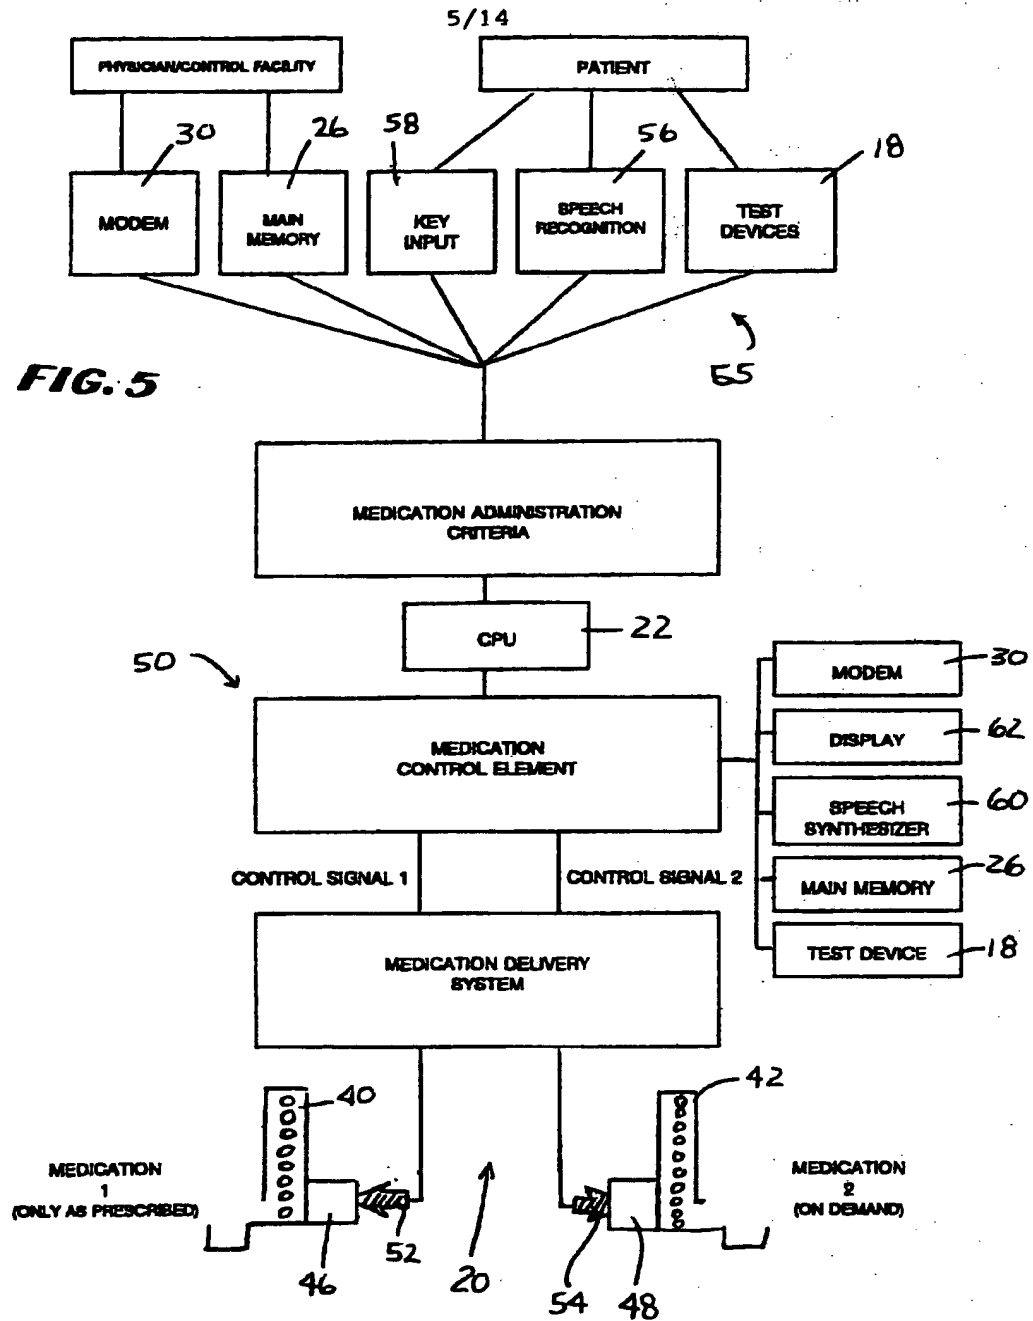 5/14
PHYSICIAN/CONTROL FACILITY
PATIENT
30
26
58
56
18
MODEM
MAIN
MEMORY
KEY
INPUT
SPEECH
RECOGNITION
TEST
DEVICES
55
FIG. 5
MEDICATION ADMINISTRATION
CRITERIA
CPU
22
50
MEDICATION
CONTROL ELEMENT
MODEM
30
DISPLAY
62
SPEECH
SYNTHESIZER
60
MAIN MEMORY
26
TEST DEVICE
18
CONTROL SIGNAL 1
CONTROL SIGNAL 2
MEDICATION DELIVERY
SYSTEM
40
42
MEDICATION
1
(ONLY AS PRESCRIBED)
MEDICATION
2
(ON DEMAND)
46
52
20
54
48